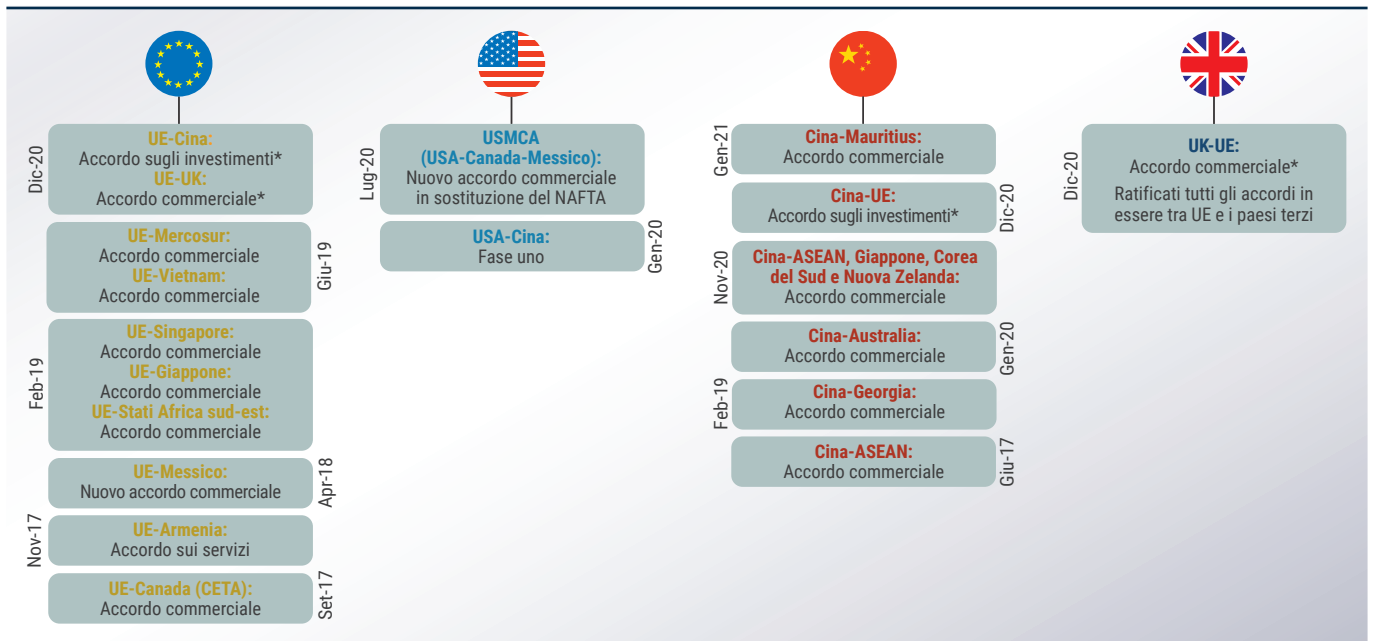 Dic-20
UE-Cina:
Accordo sugli investimenti*
UE-UK:
Accordo commerciale*
UE-Mercosur:
Accordo commerciale
UE-Vietnam:
Accordo commerciale
Giu-19
Feb-19
UE-Singapore:
Accordo commerciale
UE-Giappone:
Accordo commerciale
UE-Stati Africa sud-est:
Accordo commerciale
UE-Messico:
Nuovo accordo commerciale
Apr-18
Nov-17
UE-Armenia:
Accordo sui servizi
UE-Canada (CETA):
Accordo commerciale
Set-17
Lug-20
USMCA
(USA-Canada-Messico):
Nuovo accordo commerciale
in sostituzione del NAFTA
USA-Cina:
Fase uno
Gen-20
Gen-21
Cina-Mauritius:
Accordo commerciale
Cina-UE:
Accordo sugli investimenti*
Dic-20
Nov-20
Cina-ASEAN, Giappone, Corea
del Sud e Nuova Zelanda:
Accordo commerciale
Cina-Australia:
Accordo commerciale
Gen-20
Feb-19
Cina-Georgia:
Accordo commerciale
Cina-ASEAN:
Accordo commerciale
Giu-17
Dic-20
UK-UE:
Accordo commerciale*
Ratificati tutti gli accordi in
essere tra UE e i paesi terzi